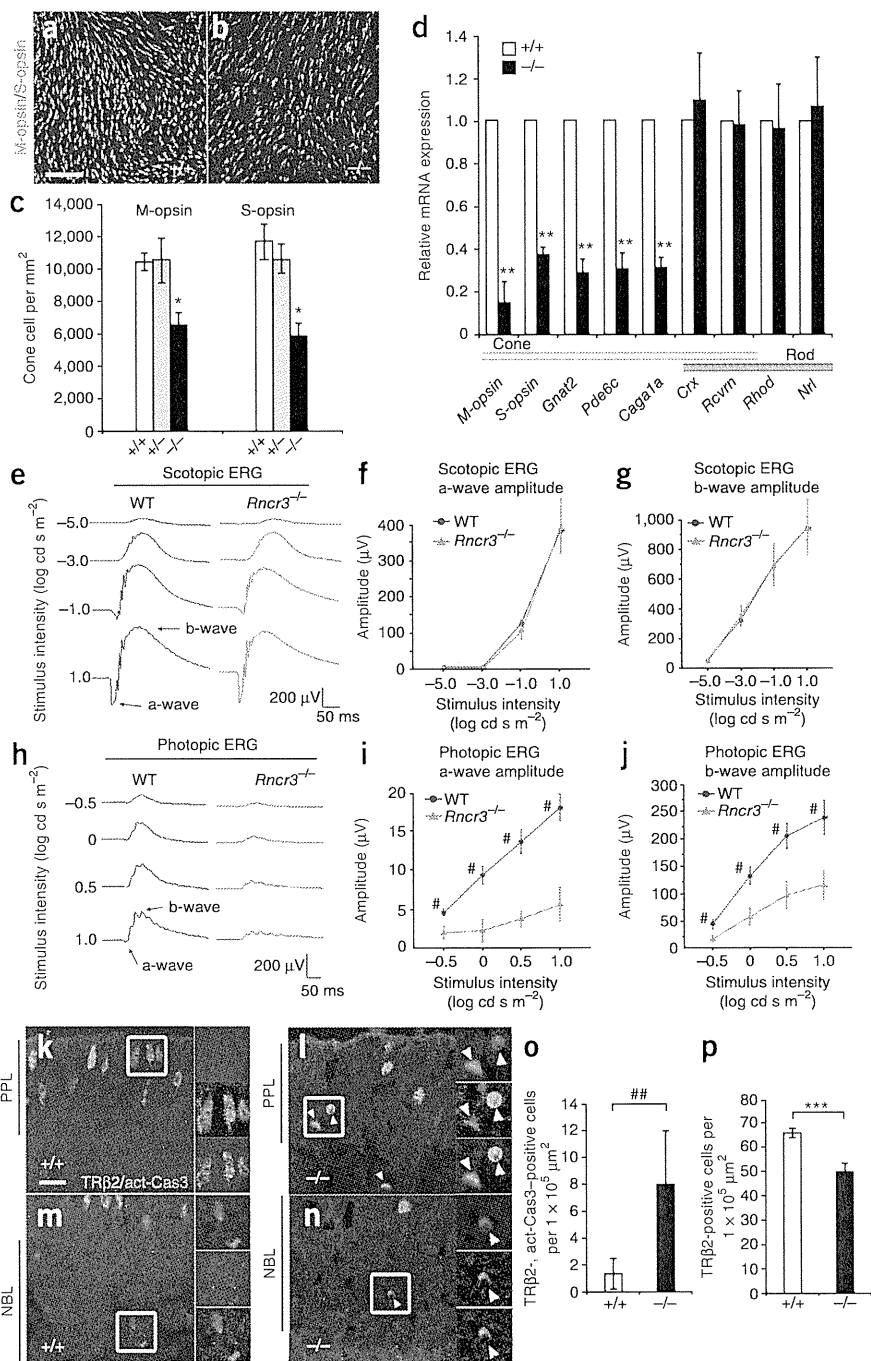 a
b
M-opsin/S-opsin
+/+
−/−
c
Cone cell per mm²
14,000
12,000
10,000
8,000
6,000
4,000
2,000
0
M-opsin
S-opsin
*
*
+/+ +/− −/−
+/+ +/− −/−
d
Relative mRNA expression
1.4
1.2
1.0
0.8
0.6
0.4
0.2
0
+/+
−/−
** ** ** ** **
Cone
Rod
M-opsin
S-opsin
Gnat2
Pde6c
Caga1a
Crx
Rcvrn
Rhod
Nrl
e
Scotopic ERG
WT
Rncr3−/−
Stimulus intensity (log cd s m−2)
−5.0
−3.0
−1.0
1.0
b-wave
a-wave
200 μV
50 ms
f
Scotopic ERG
a-wave amplitude
WT
Rncr3−/−
Amplitude (μV)
400
300
200
100
0
−5.0 −3.0 −1.0 1.0
Stimulus intensity
(log cd s m−2)
g
Scotopic ERG
b-wave amplitude
WT
Rncr3−/−
Amplitude (μV)
1,000
800
600
400
200
0
−5.0 −3.0 −1.0 1.0
Stimulus intensity
(log cd s m−2)
h
Photopic ERG
WT
Rncr3−/−
Stimulus intensity (log cd s m−2)
−0.5
0
0.5
1.0
b-wave
a-wave
200 μV
50 ms
i
Photopic ERG
a-wave amplitude
WT
Rncr3−/−
Amplitude (μV)
20
15
10
5
0
# # # #
−0.5 0 0.5 1.0
Stimulus intensity
(log cd s m−2)
j
Photopic ERG
b-wave amplitude
WT
Rncr3−/−
Amplitude (μV)
300
250
200
150
100
50
0
# # # #
−0.5 0 0.5 1.0
Stimulus intensity
(log cd s m−2)
k
PPL
+/+
TRβ2/act-Cas3
l
PPL
−/−
m
NBL
+/+
n
NBL
−/−
o
TRβ2-, act-Cas3–positive cells
per 1 × 10⁵ μm²
14
12
10
8
6
4
2
0
##
+/+ −/−
p
TRβ2-positive cells per
1 × 10⁵ μm²
80
70
60
50
40
30
20
10
0
***
+/+ −/−